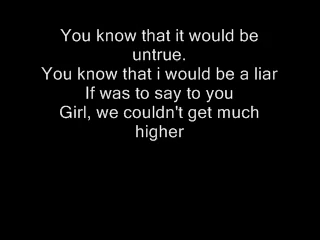 You know that it would be
untrue.
You know that i would be a liar
If was to say to you
Girl, we couldn't get much
higher